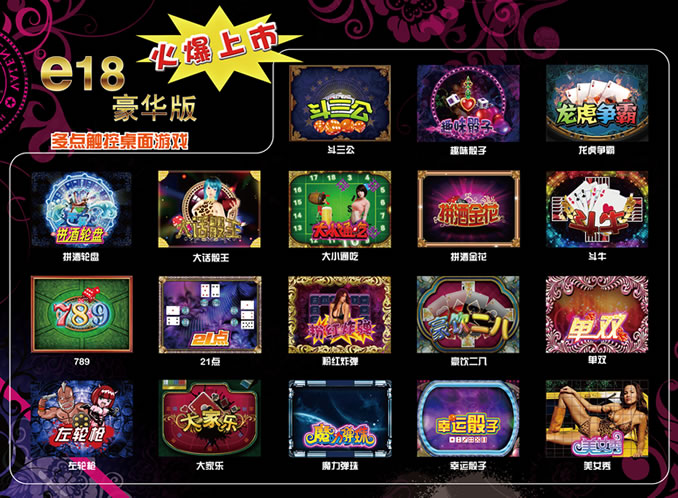 火爆上市
e18
豪华版
多点触控桌面游戏
斗三公
趣味骰子
龙虎争霸
斗三公
趣味骰子
龙虎争霸
拼酒轮盘
大话骰王
大小通吃
拼酒金花
斗牛
拼酒轮盘
大话骰王
大小通吃
拼酒金花
斗牛
789
21点
粉红炸弹
豪饮二八
单双
789
21点
粉红炸弹
豪饮二八
单双
左轮枪
大家乐
魔力弹珠
幸运骰子
美女秀
左轮枪
大家乐
魔力弹珠
幸运骰子
美女秀